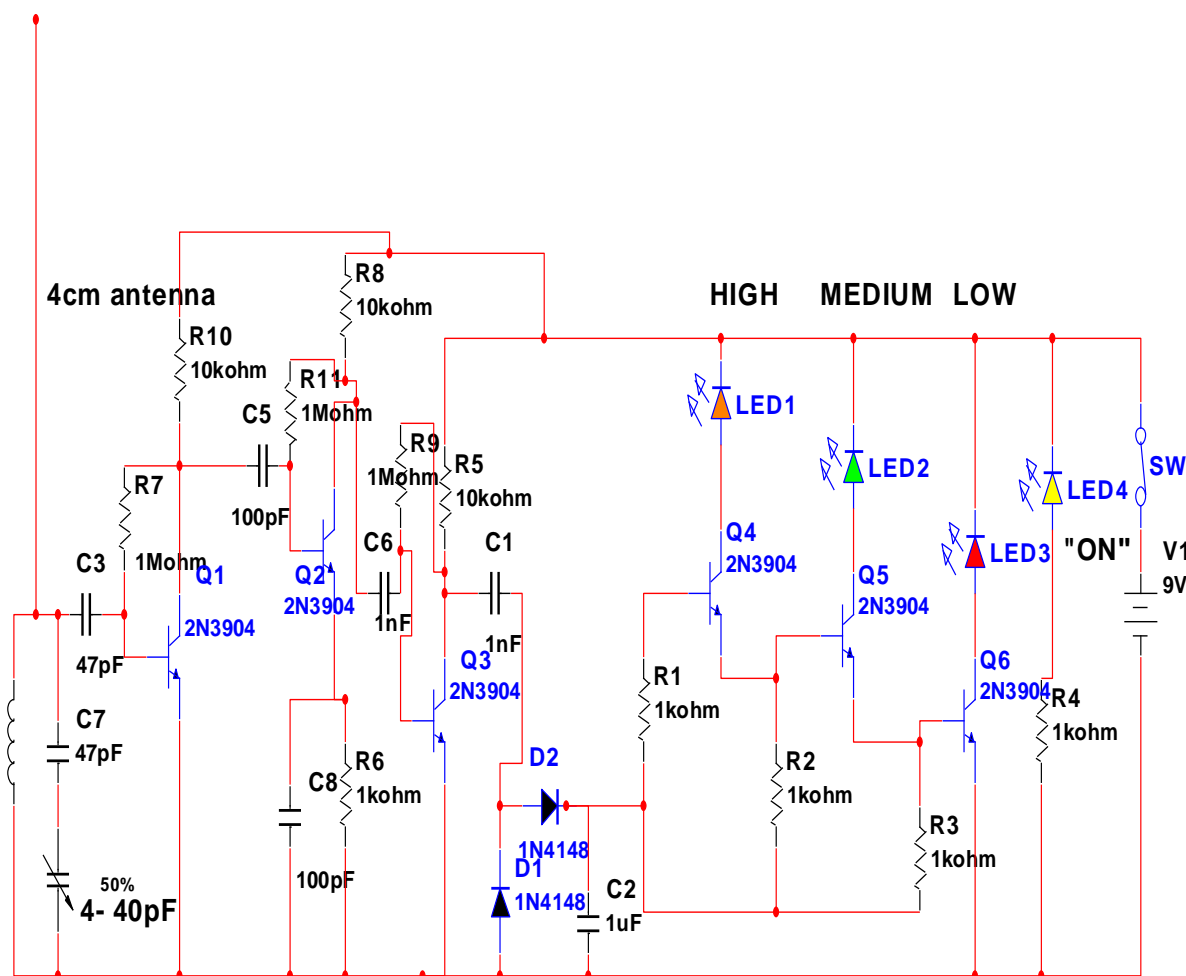 4cm antenna
HIGH MEDIUM LOW
R8
10kohm
R10
10kohm
R11
1Mohm
C5
100pF
R9
1Mohm
R5
10kohm
R7
1Mohm
C3
47pF
Q1
2N3904
Q2
2N3904
C6
1nF
C1
1nF
Q3
2N3904
LED1
LED2
LED3
LED4
"ON"
SW
V1
9V
Q4
2N3904
Q5
2N3904
Q6
2N3904
R1
1kohm
R2
1kohm
R3
1kohm
R4
1kohm
C7
47pF
50%
4- 40pF
C8
100pF
R6
1kohm
D2
1N4148
D1
1N4148
C2
1uF